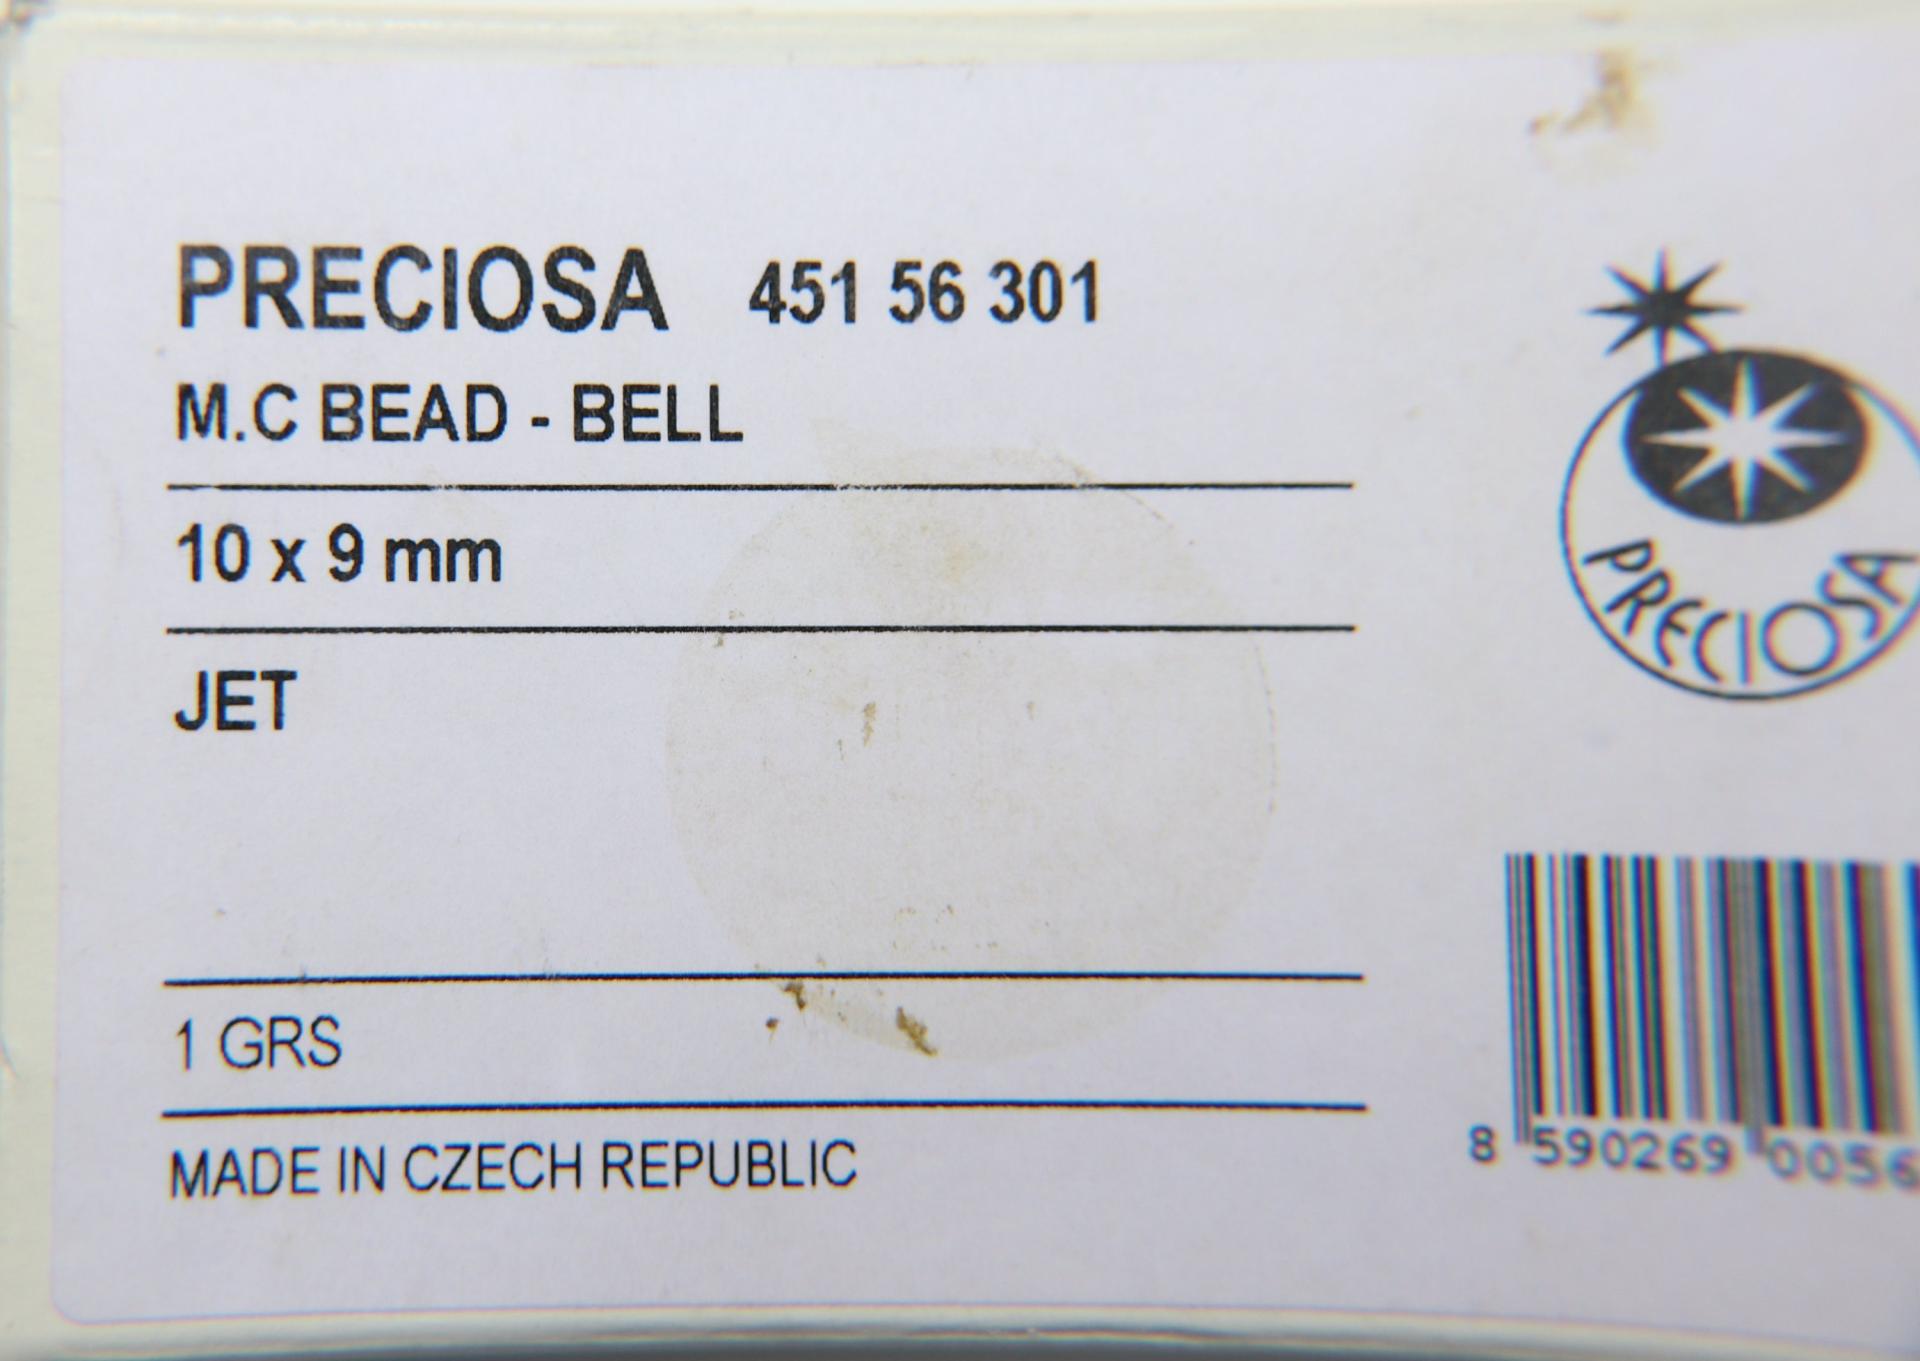 PRECIOSA 451 56 301
M.C BEAD - BELL
10 x 9 mm
JET
1 GRS
MADE IN CZECH REPUBLIC
PRECIOSA
8 590269 0056